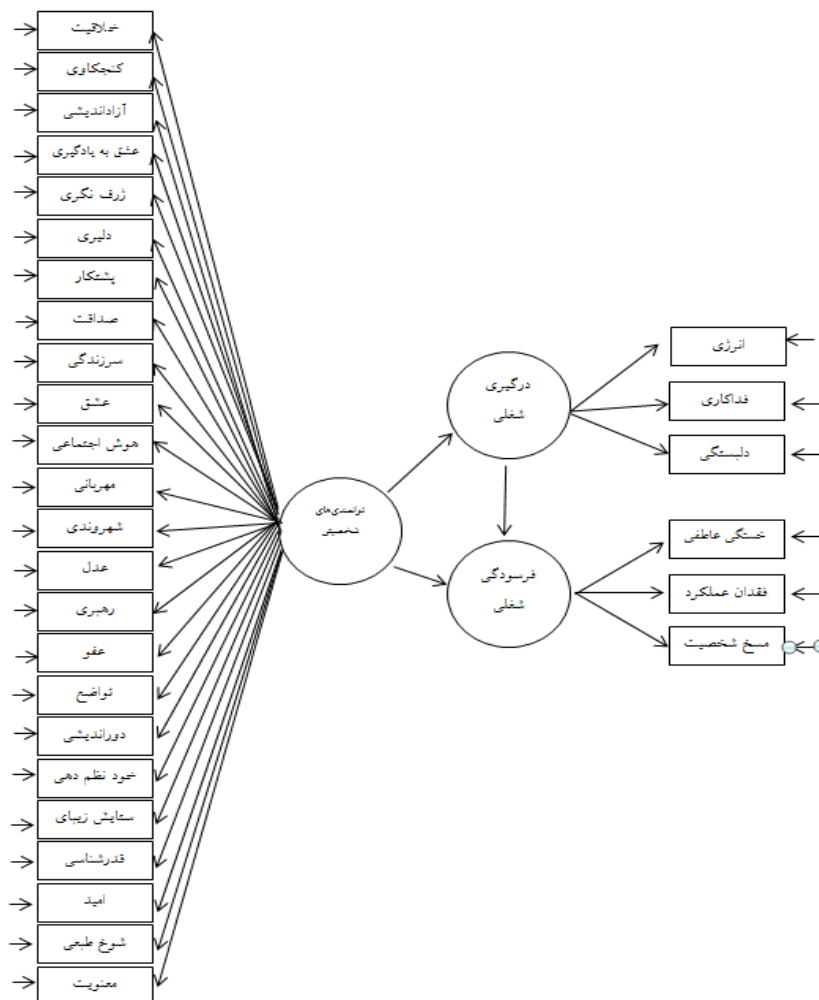 خلاقیت
کنجکاوی
آزاداندیشی
عشق به یادگیری
ژرف نگری
دلیری
پشتکار
صداقت
سرزندگی
عشق
هوش اجتماعی
مهربانی
شهروندی
عدل
رهبری
عفو
تواضع
دوراندیشی
خود نظم دهی
ستایش زیبای
قدرشناسی
امید
شوخ طبعی
معنویت
توانمندی‌های
شخصیتی
درگیری
شغلی
فرسودگی
شغلی
انرژی
فداکاری
دلبستگی
خستگی عاطفی
فقدان عملکرد
مسخ شخصیت